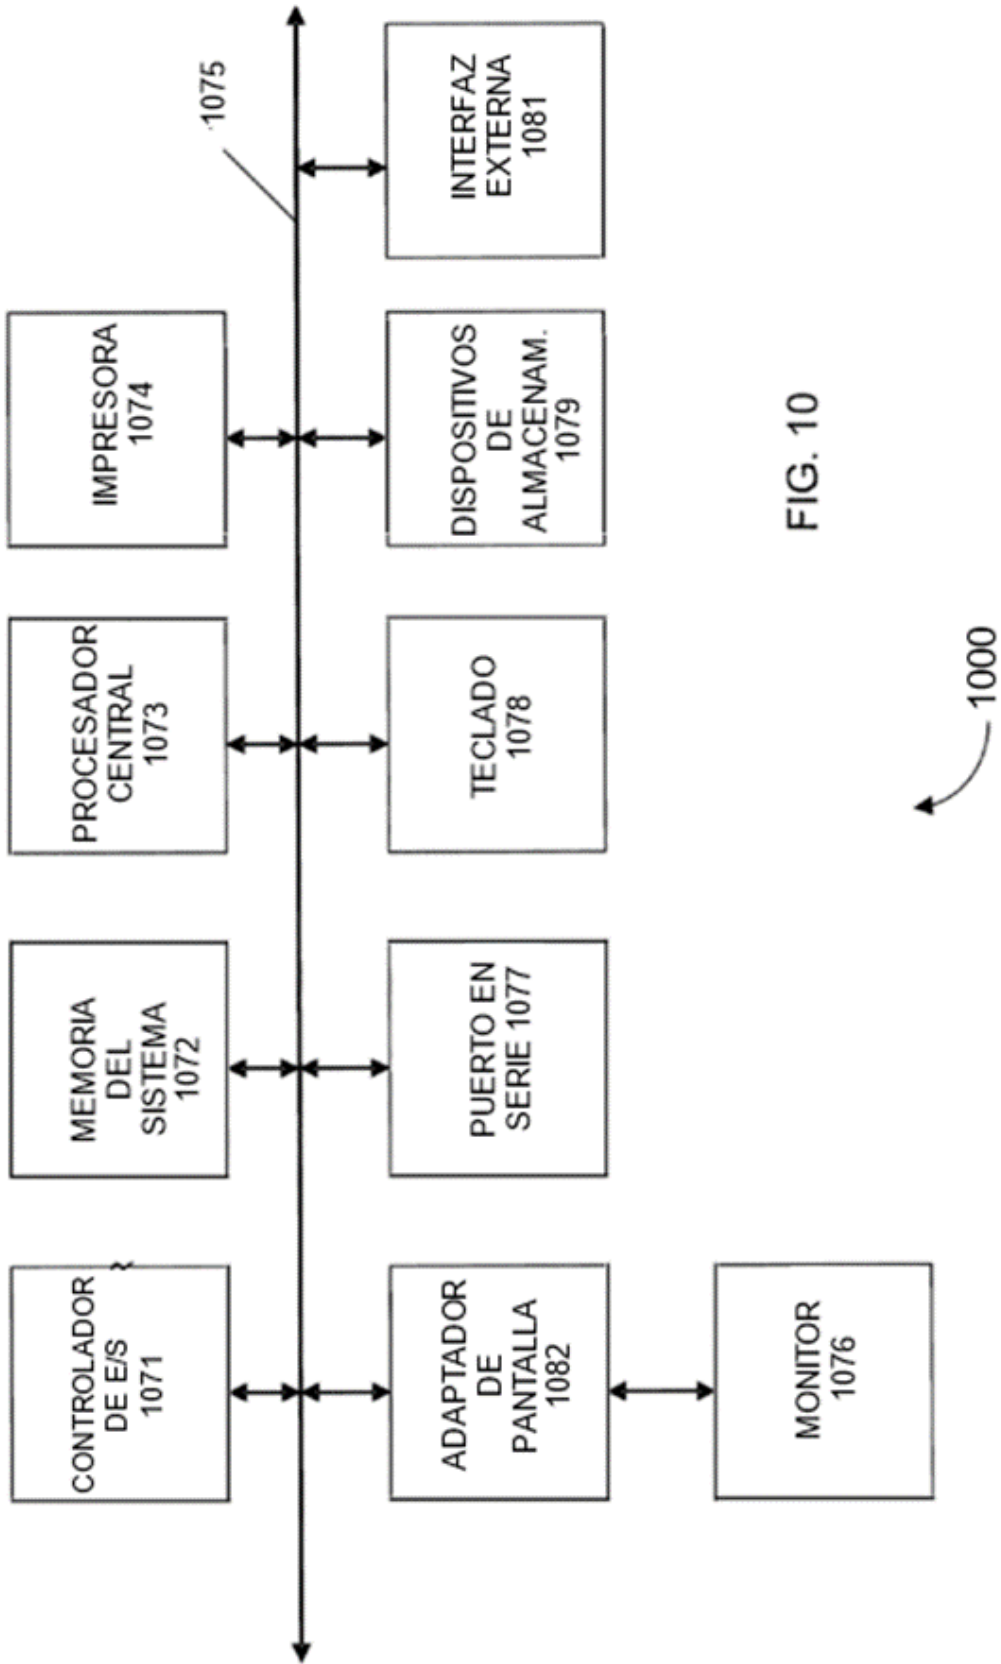 CONTROLADOR
DE E/S
1071
MEMORIA
DEL
SISTEMA
1072
PROCESADOR
CENTRAL
1073
IMPRESORA
1074
1075
ADAPTADOR
DE
PANTALLA
1082
PUERTO EN
SERIE 1077
TECLADO
1078
DISPOSITIVOS
DE
ALMACENAM.
1079
INTERFAZ
EXTERNA
1081
MONITOR
1076
1000
FIG. 10